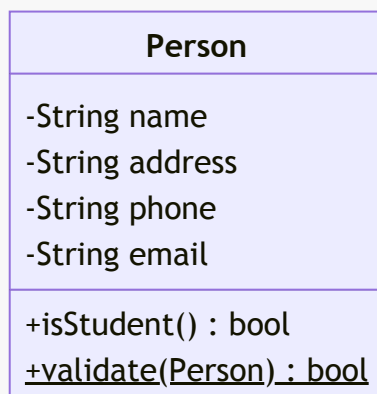 Person
-String name
-String address
-String phone
-String email
+isStudent() : bool
+validate(Person) : bool